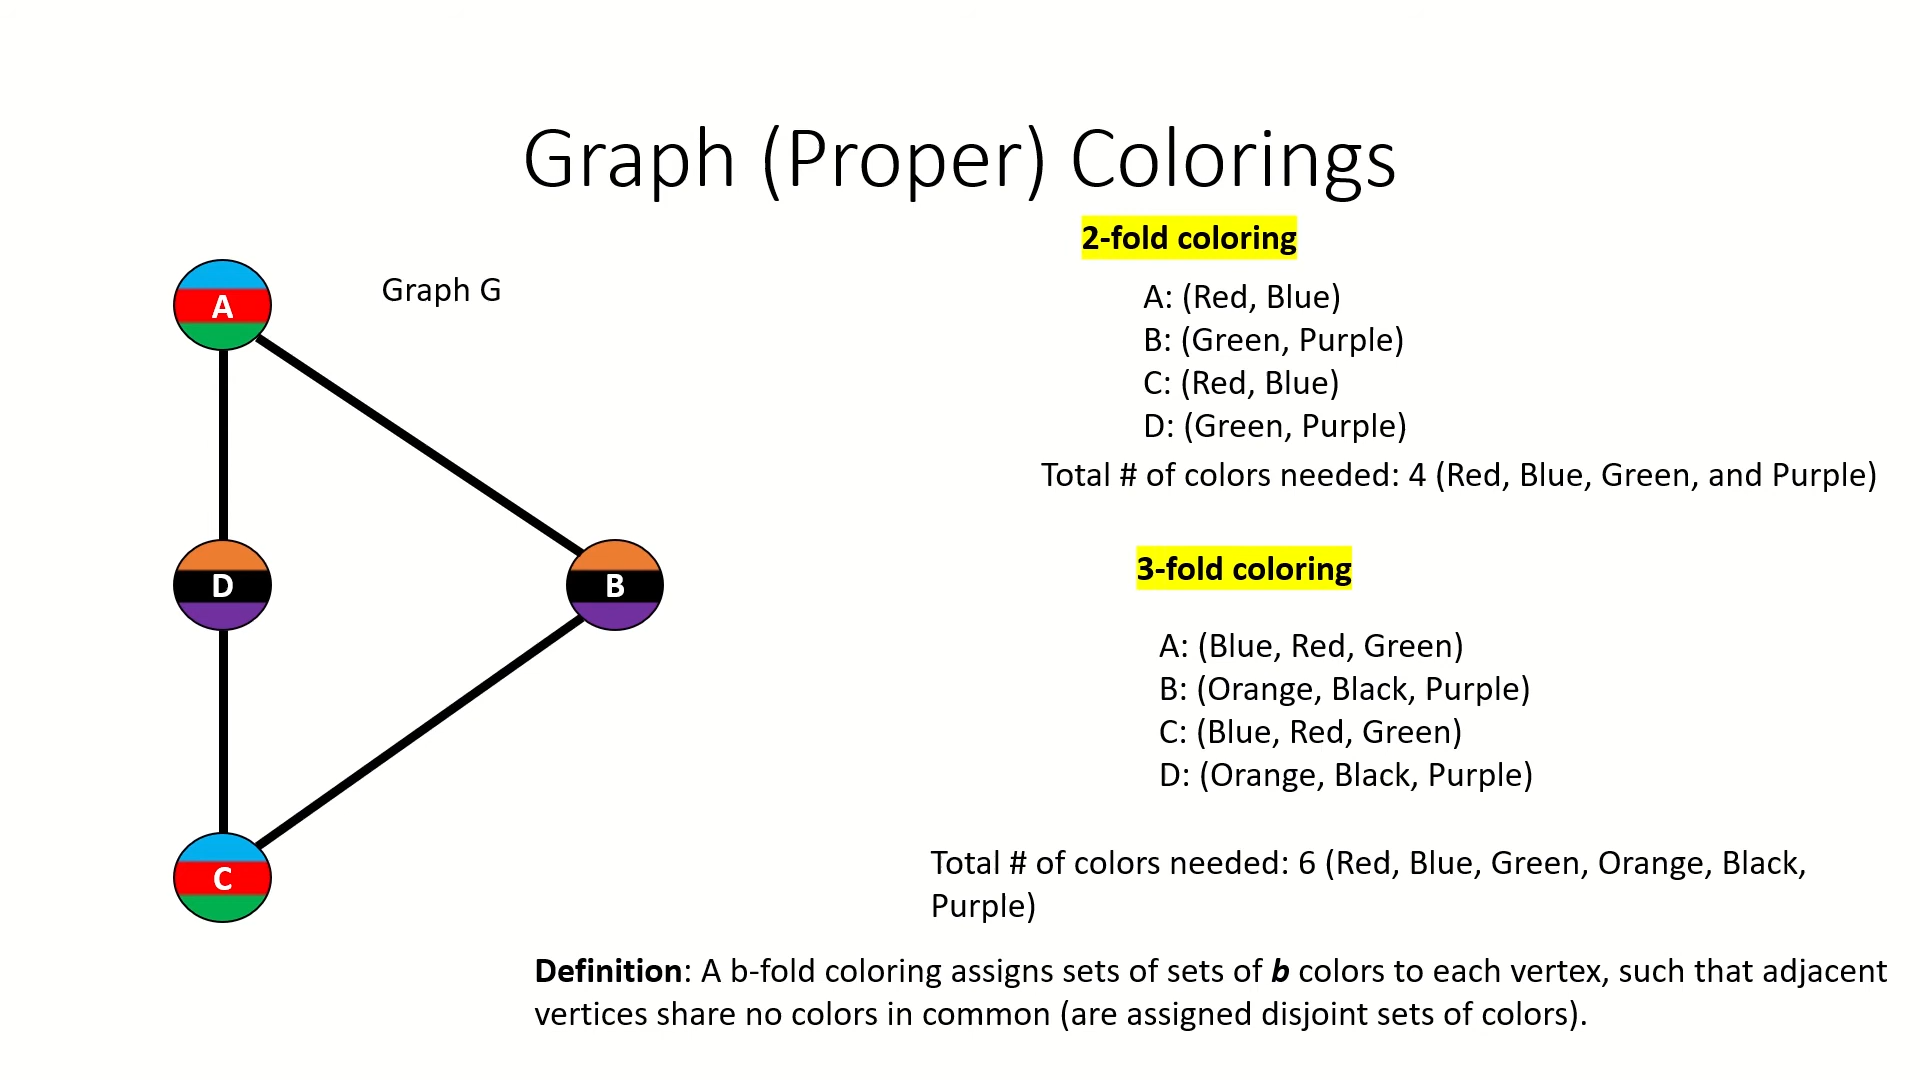 Graph (Proper) Colorings
Graph G
A
D
B
C
2-fold coloring
A: (Red, Blue)
B: (Green, Purple)
C: (Red, Blue)
D: (Green, Purple)
Total # of colors needed: 4 (Red, Blue, Green, and Purple)
3-fold coloring
A: (Blue, Red, Green)
B: (Orange, Black, Purple)
C: (Blue, Red, Green)
D: (Orange, Black, Purple)
Total # of colors needed: 6 (Red, Blue, Green, Orange, Black,
Purple)
Definition: A b-fold coloring assigns sets of sets of b colors to each vertex, such that adjacent
vertices share no colors in common (are assigned disjoint sets of colors).